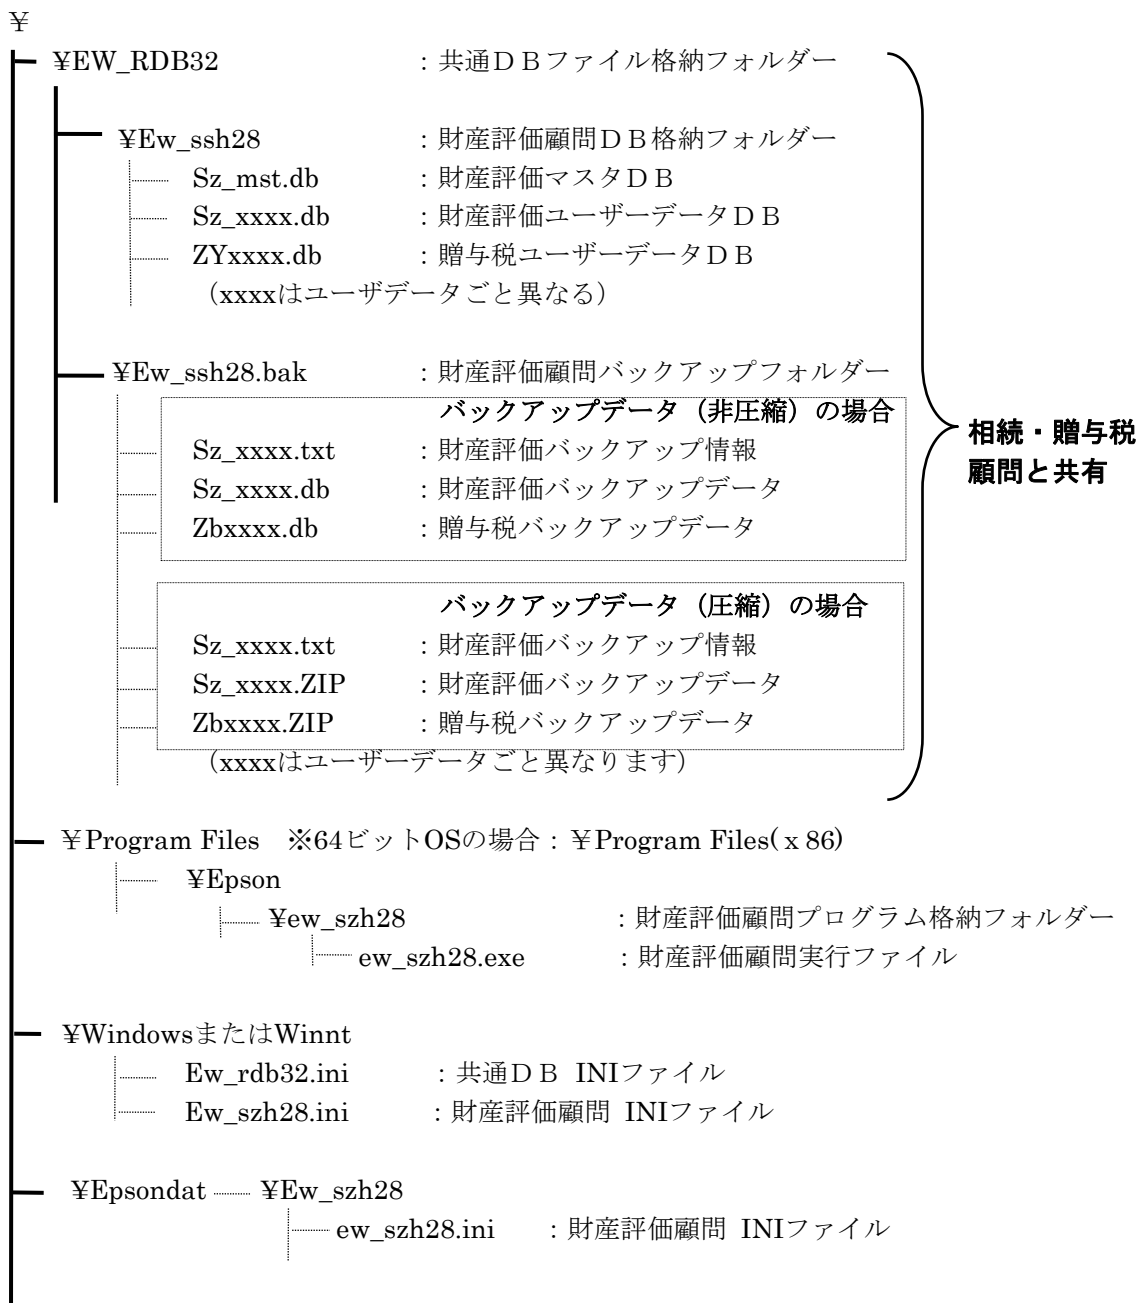 ￥
¥EW_RDB32 ：共通ＤＢファイル格納フォルダー
¥Ew_ssh28 ：財産評価顧問ＤＢ格納フォルダー
Sz_mst.db ：財産評価マスタＤＢ
Sz_xxxx.db ：財産評価ユーザーデータＤＢ
ZYxxxx.db ：贈与税ユーザーデータＤＢ
（xxxxはユーザデータごと異なる）
¥Ew_ssh28.bak ：財産評価顧問バックアップフォルダー
バックアップデータ（非圧縮）の場合
Sz_xxxx.txt ：財産評価バックアップ情報
Sz_xxxx.db ：財産評価バックアップデータ
Zbxxxx.db ：贈与税バックアップデータ
相続・贈与税
顧問と共有
バックアップデータ（圧縮）の場合
Sz_xxxx.txt ：財産評価バックアップ情報
Sz_xxxx.ZIP ：財産評価バックアップデータ
Zbxxxx.ZIP ：贈与税バックアップデータ
（xxxxはユーザーデータごと異なります）
¥Program Files ※64ビットOSの場合：¥Program Files(ｘ86)
¥Epson
¥ew_szh28 ：財産評価顧問プログラム格納フォルダー
ew_szh28.exe ：財産評価顧問実行ファイル
¥WindowsまたはWinnt
Ew_rdb32.ini ：共通ＤＢ INIファイル
Ew_szh28.ini ：財産評価顧問 INIファイル
¥Epsondat ¥Ew_szh28
ew_szh28.ini ：財産評価顧問 INIファイル